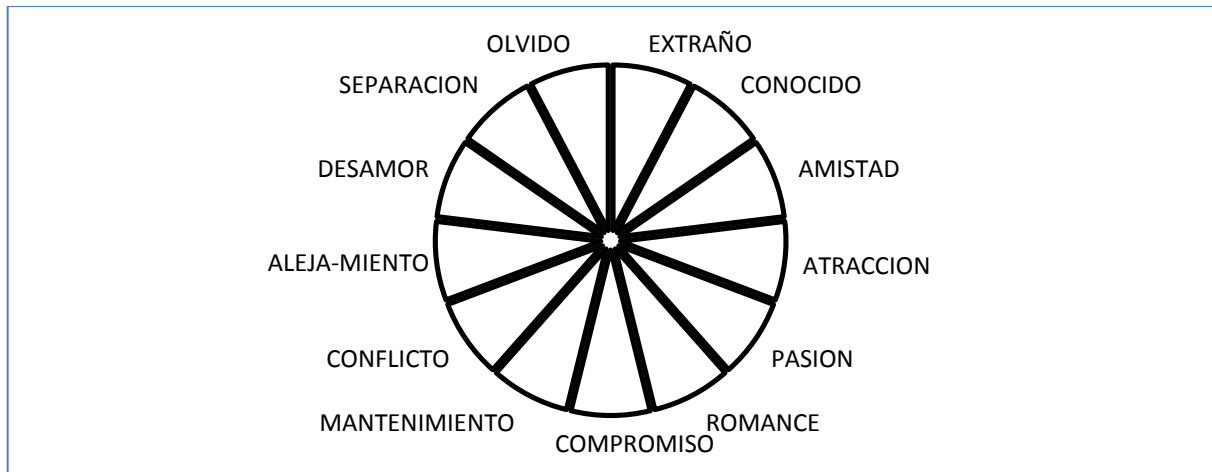 OLVIDO
EXTRAÑO
SEPARACION
CONOCIDO
DESAMOR
AMISTAD
ALEJA-MIENTO
ATRACCION
CONFLICTO
PASION
MANTENIMIENTO
ROMANCE
COMPROMISO